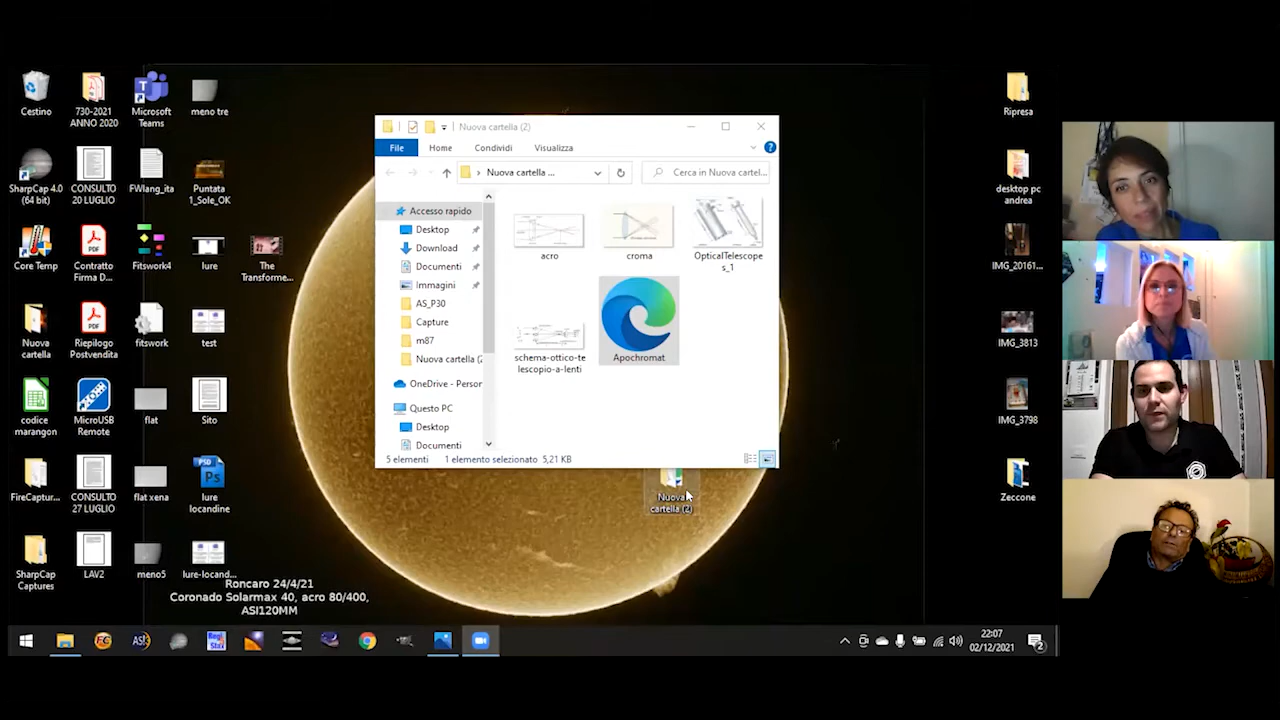 Cestino
730-2021
ANNO 2020
Microsoft
Teams
meno tre
SharpCap 4.0
(64 bit)
CONSULTO
20 LUGLIO
FWlang_ita
Puntata
1_Sole_OK
Core Temp
Contratto
Firma D...
Fitswork4
lure
The
Transforme...
Nuova
cartella
Riepilogo
Postvendita
fitswork
test
codice
marangon
MicroUSB
Remote
flat
Sito
FireCaptur...
CONSULTO
27 LUGLIO
flat xena
PSD
lure
locandine
SharpCap
Captures
LAV2
meno5
lure-locand...
Roncaro 24/4/21
Coronado Solarmax 40, acro 80/400,
ASI120MM
Nuova cartella (2)
File
Home
Condividi
Visualizza
Nuova cartella ...
Cerca in Nuova cartel...
Accesso rapido
Desktop
Download
Documenti
Immagini
AS_P30
Capture
m87
Nuova cartella (2
OneDrive - Persor
Questo PC
Desktop
Documenti
acro
croma
OpticalTelescope
s_1
schema-ottico-te
lescopio-a-lenti
Apochromat
5 elementi
1 elemento selezionato 5,21 KB
Nuova
cartella (2)
Ripresa
desktop pc
andrea
IMG_20161...
IMG_3813
IMG_3798
Zeccone
22:07
02/12/2021
2